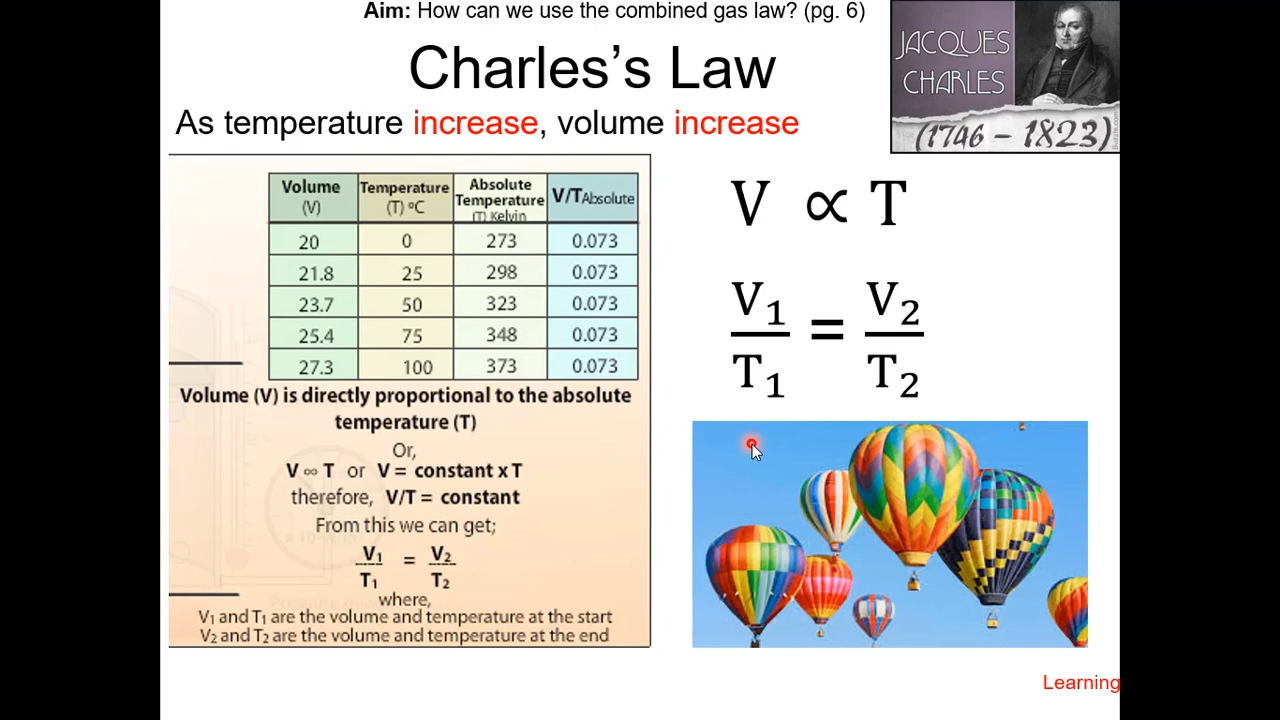 Aim: How can we use the combined gas law? (pg. 6)
Charles's Law
As temperature increase, volume increase
JACQUES
CHARLES
(1746 – 1823)
Volume (V) Temperature (T) ºC Absolute Temperature (T) Kelvin V/TAbsolute
20 0 273 0.073
21.8 25 298 0.073
23.7 50 323 0.073
25.4 75 348 0.073
27.3 100 373 0.073
Volume (V) is directly proportional to the absolute
temperature (T)
Or,
V ∞ T or V = constant x T
therefore, V/T = constant
From this we can get;
V₁ = V₂
T₁ T₂
where,
V₁ and T₁ are the volume and temperature at the start
V₂ and T₂ are the volume and temperature at the end
V ∝ T
V₁ = V₂
T₁ T₂
Learning